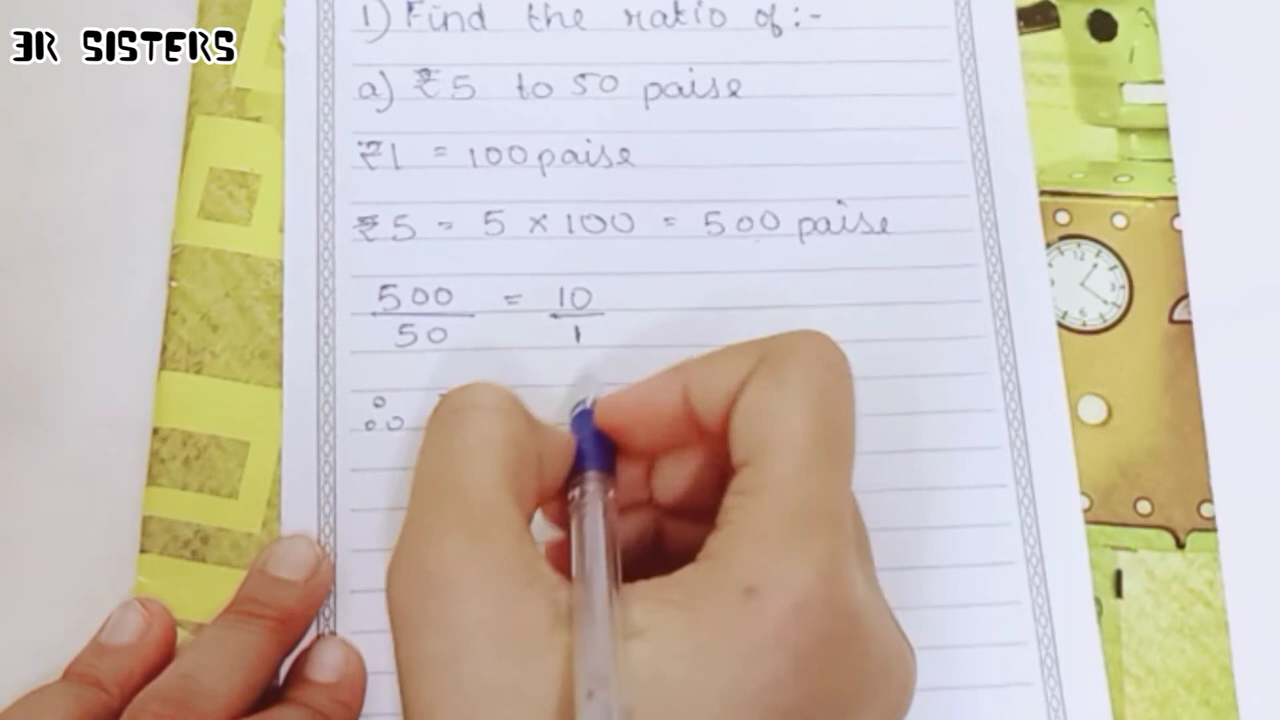 3R SISTERS
1) Find the ratio of:-
a) ₹5 to 50 paise
₹1 = 100 paise
₹5 = 5 × 100 = 500 paise
500/50 = 10/1
∴